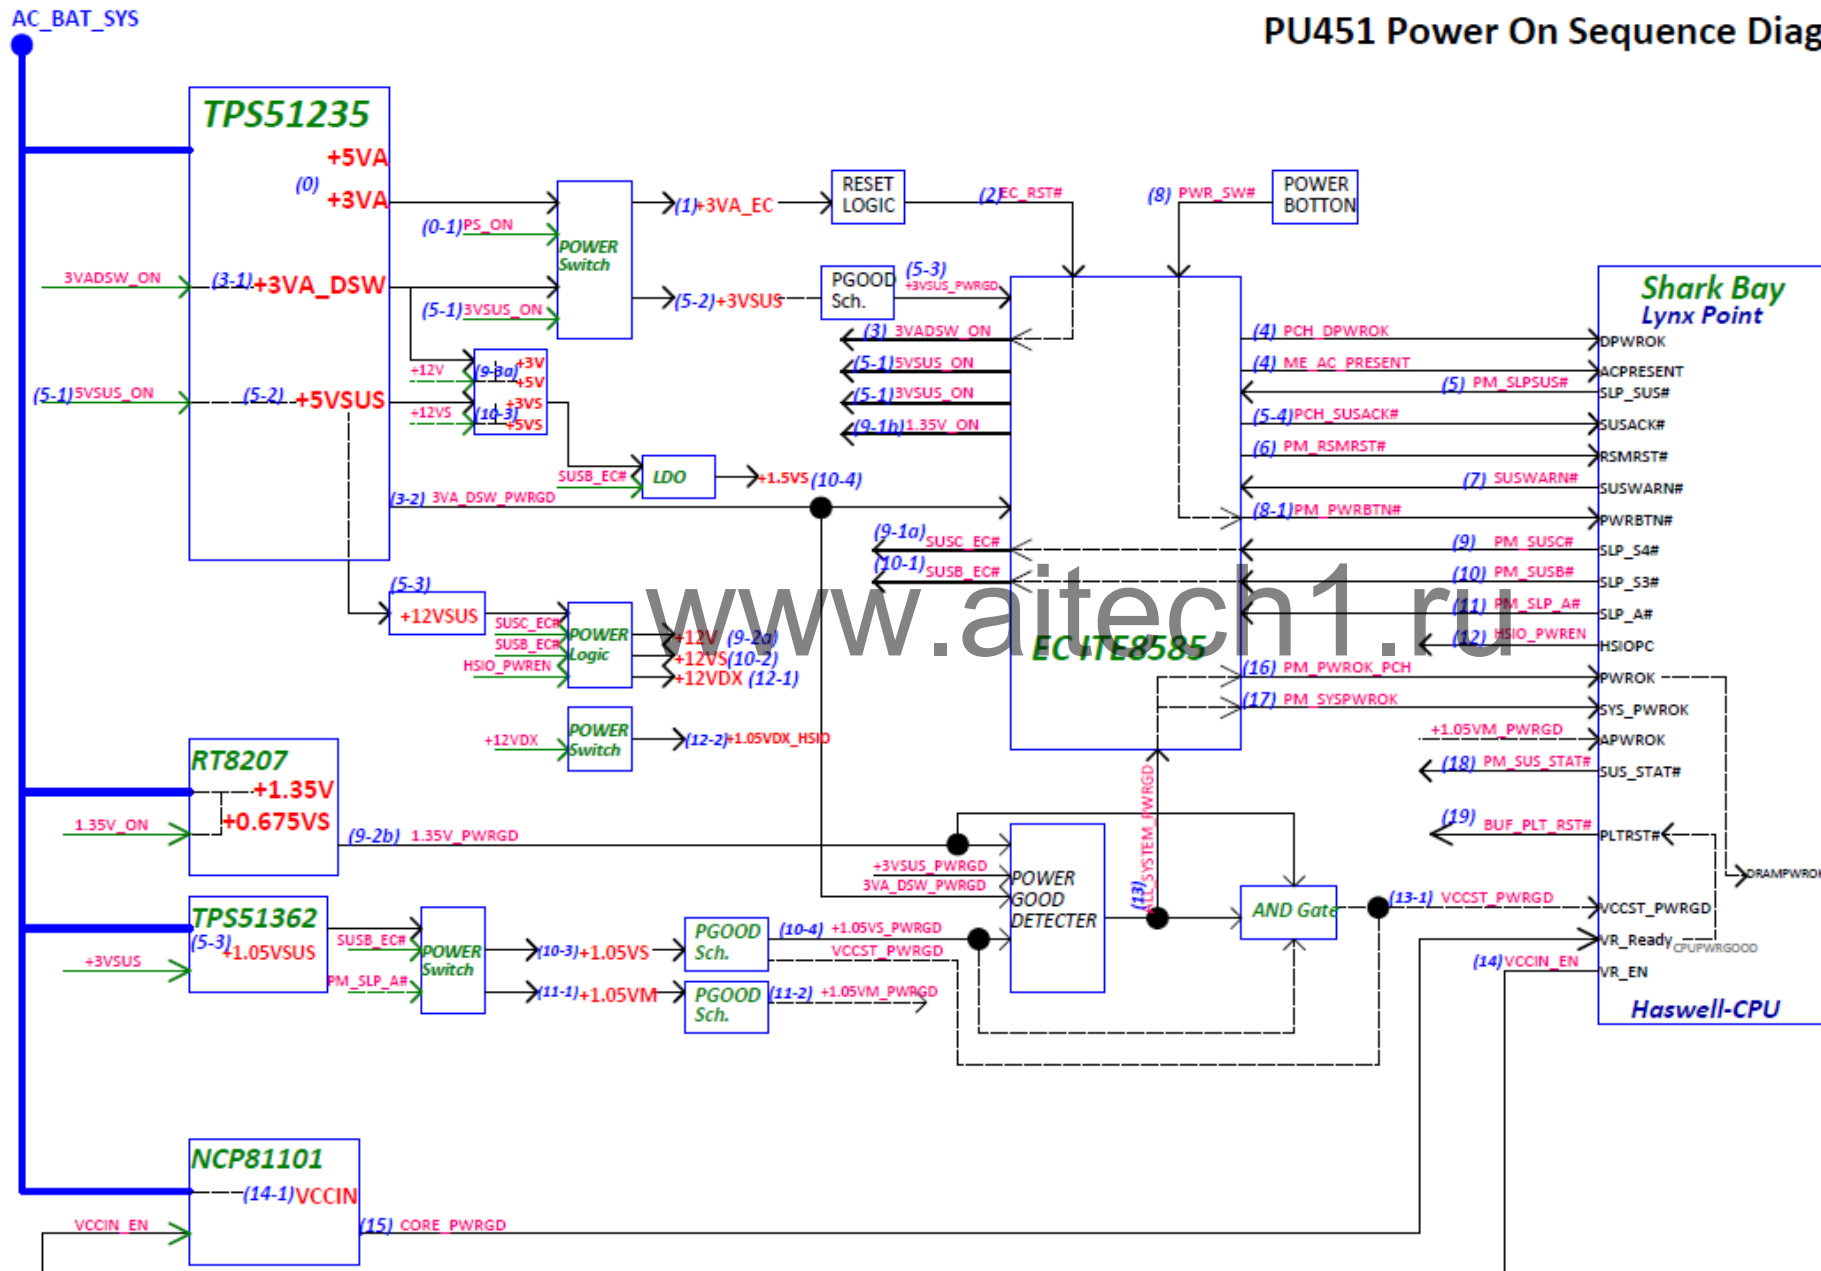 AC_BAT_SYS
PU451 Power On Sequence Diag
TPS51235
+5VA
(0)
+3VA
(0-1) PS_ON
3VADSW_ON
(3-1) +3VA_DSW
(5-1) 3VSUS_ON
(5-1) 5VSUS_ON
(5-2) +5VSUS
POWER
Switch
(1) +3VA_EC
RESET
LOGIC
(2) EC_RST#
(8) PWR_SW#
POWER
BOTTON
(5-2) +3VSUS
PGOOD
Sch.
(5-3)
+3VSUS_PWRGD
+12V
(9-3a)
+3V
+5V
+12VS
(10-3)
+3VS
+5VS
SUSB_EC#
LDO
+1.5VS (10-4)
(3-2) 3VA_DSW_PWRGD
(3) 3VADSW_ON
(5-1) 5VSUS_ON
(5-1) 3VSUS_ON
(9-1b) 1.35V_ON
(9-1a) SUSC_EC#
(10-1) SUSB_EC#
EC ITE8585
(4) PCH_DPWROK
(4) ME_AC_PRESENT
(5) PM_SLPSUS#
(5-4) PCH_SUSACK#
(6) PM_RSMRST#
(7) SUSWARN#
(8-1) PM_PWRBTN#
(9) PM_SUSC#
(10) PM_SUSB#
(11) PM_SLP_A#
(12) HSIO_PWREN
(16) PM_PWROK_PCH
(17) PM_SYSPWROK
+1.05VM_PWRGD
(18) PM_SUS_STAT#
(19) BUF_PLT_RST#
Shark Bay
Lynx Point
DPWROK
ACPRESENT
SLP_SUS#
SUSACK#
RSMRST#
SUSWARN#
PWRBTN#
SLP_S4#
SLP_S3#
SLP_A#
HSIOPC
PWROK
SYS_PWROK
APWROK
SUS_STAT#
PLTRST#
DRAMPWROK
VCCST_PWRGD
VR_Ready
CPUPWRGOOD
VR_EN
Haswell-CPU
www.aitech1.ru
(5-3)
+12VSUS
SUSC_EC#
SUSB_EC#
HSIO_PWREN
POWER
Logic
+12V (9-2a)
+12VS (10-2)
+12VDX (12-1)
+12VDX
POWER
Switch
(12-2) +1.05VDX_HSIO
RT8207
+1.35V
+0.675VS
1.35V_ON
(9-2b) 1.35V_PWRGD
+3VSUS_PWRGD
3VA_DSW_PWRGD
POWER
GOOD
DETECTER
(13) ALL_SYSTEM_PWRGD
AND Gate
(13-1) VCCST_PWRGD
(14) VCCIN_EN
TPS51362
(5-3)
+1.05VSUS
+3VSUS
SUSB_EC#
PM_SLP_A#
POWER
Switch
(10-3) +1.05VS
(11-1) +1.05VM
PGOOD
Sch.
(10-4) +1.05VS_PWRGD
VCCST_PWRGD
PGOOD
Sch.
(11-2) +1.05VM_PWRGD
NCP81101
(14-1) VCCIN
VCCIN_EN
(15) CORE_PWRGD